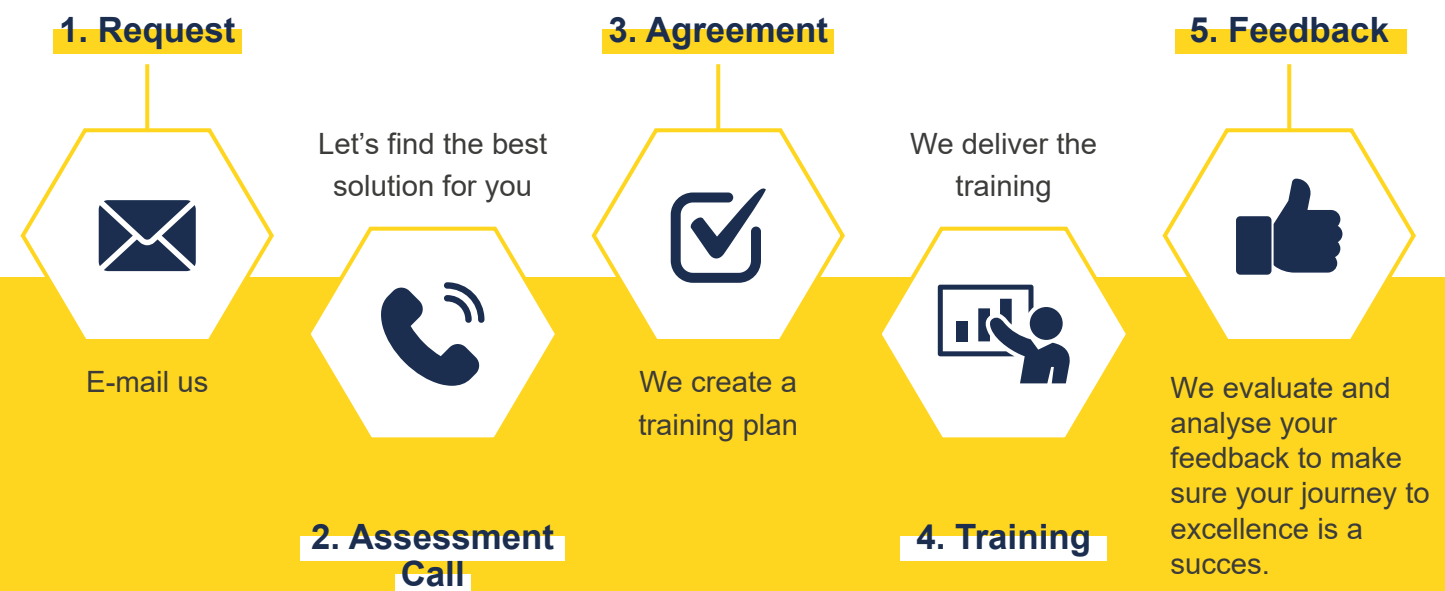 1. Request
E-mail us
Let’s find the best
solution for you
2. Assessment
Call
3. Agreement
We create a
training plan
We deliver the
training
4. Training
5. Feedback
We evaluate and
analyse your
feedback to make
sure your journey to
excellence is a
succes.